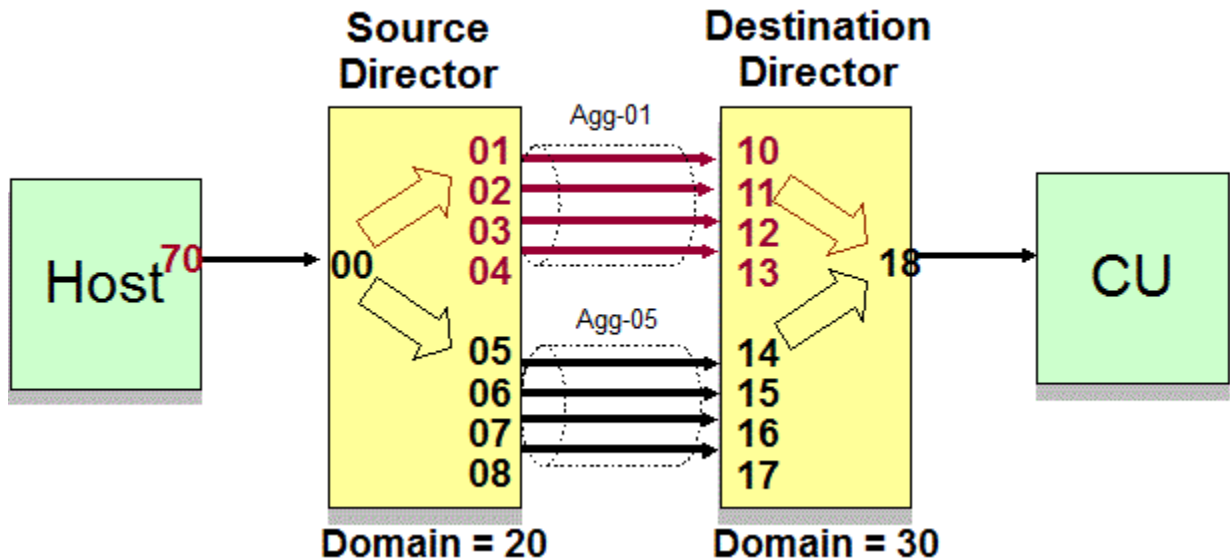 Source
Director
Destination
Director
Agg-01
01
02
03
04
10
11
12
13
Host
70
00
18
CU
Agg-05
05
06
07
08
14
15
16
17
Domain = 20
Domain = 30